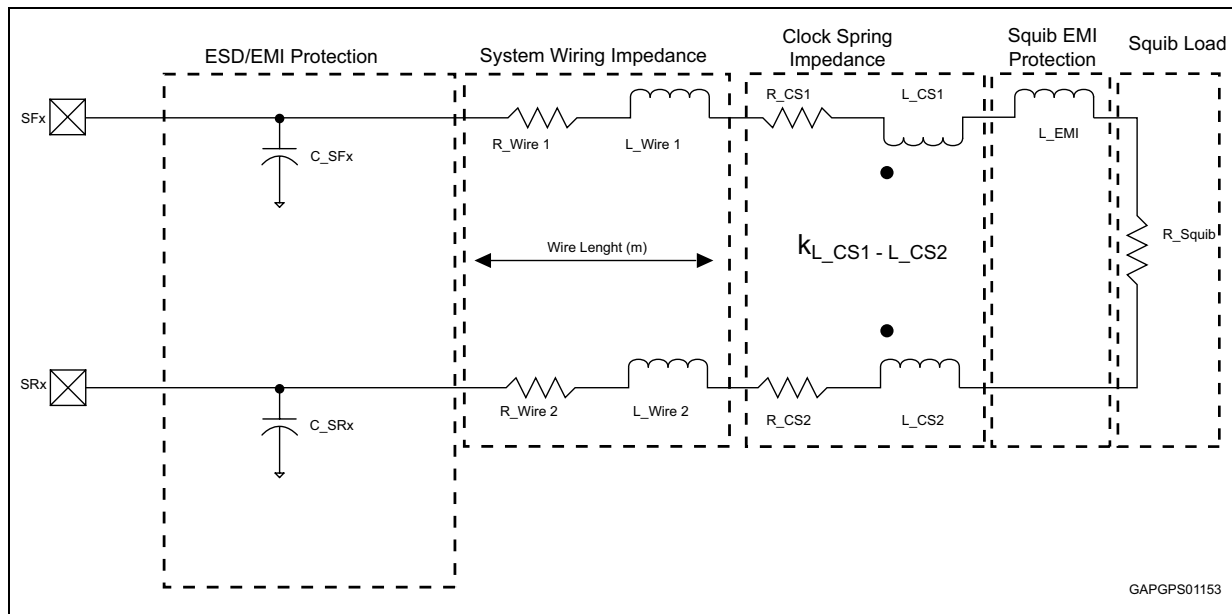 ESD/EMI Protection
System Wiring Impedance
Clock Spring
Impedance
Squib EMI
Protection
Squib Load
SFx
C_SFx
R_Wire 1
L_Wire 1
R_CS1
L_CS1
L_EMI
R_Squib
Wire Lenght (m)
kL_CS1 - L_CS2
SRx
C_SRx
R_Wire 2
L_Wire 2
R_CS2
L_CS2
GAPGPS01153